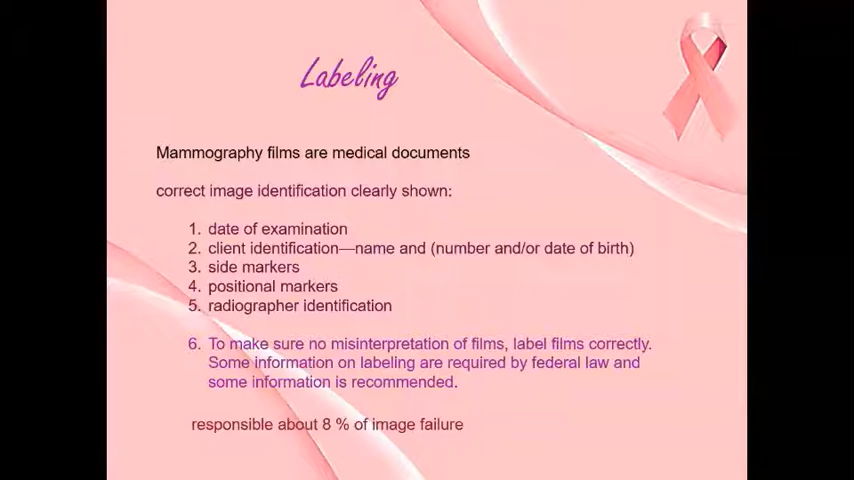 Labeling
Mammography films are medical documents
correct image identification clearly shown:
1. date of examination
2. client identification—name and (number and/or date of birth)
3. side markers
4. positional markers
5. radiographer identification
6. To make sure no misinterpretation of films, label films correctly.
Some information on labeling are required by federal law and
some information is recommended.
responsible about 8 % of image failure